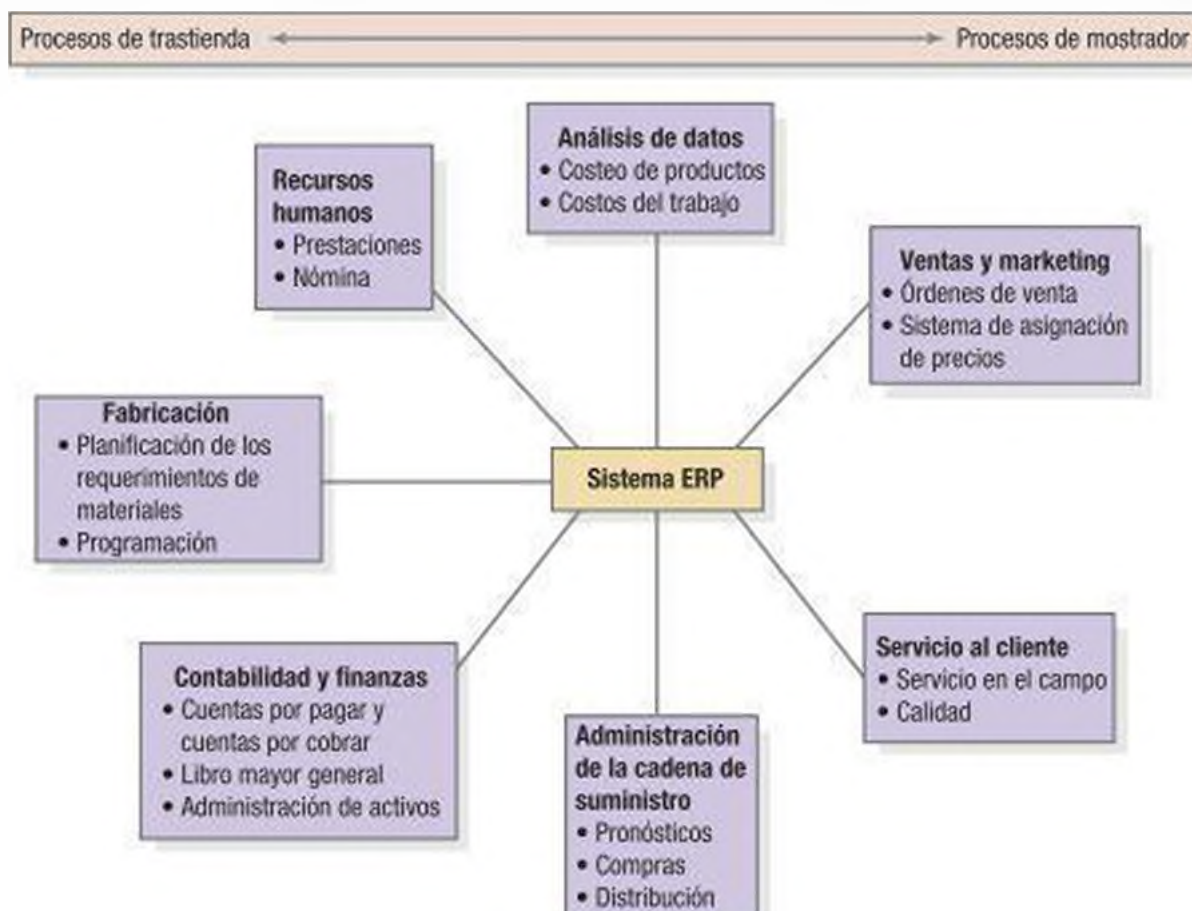 Procesos de trastienda
Procesos de mostrador
Análisis de datos
• Costeo de productos
• Costos del trabajo
Recursos
humanos
• Prestaciones
• Nómina
Ventas y marketing
• Órdenes de venta
• Sistema de asignación
de precios
Fabricación
• Planificación de los
requerimientos de
materiales
• Programación
Sistema ERP
Contabilidad y finanzas
• Cuentas por pagar y
cuentas por cobrar
• Libro mayor general
• Administración de activos
Servicio al cliente
• Servicio en el campo
• Calidad
Administración
de la cadena de
suministro
• Pronósticos
• Compras
• Distribución